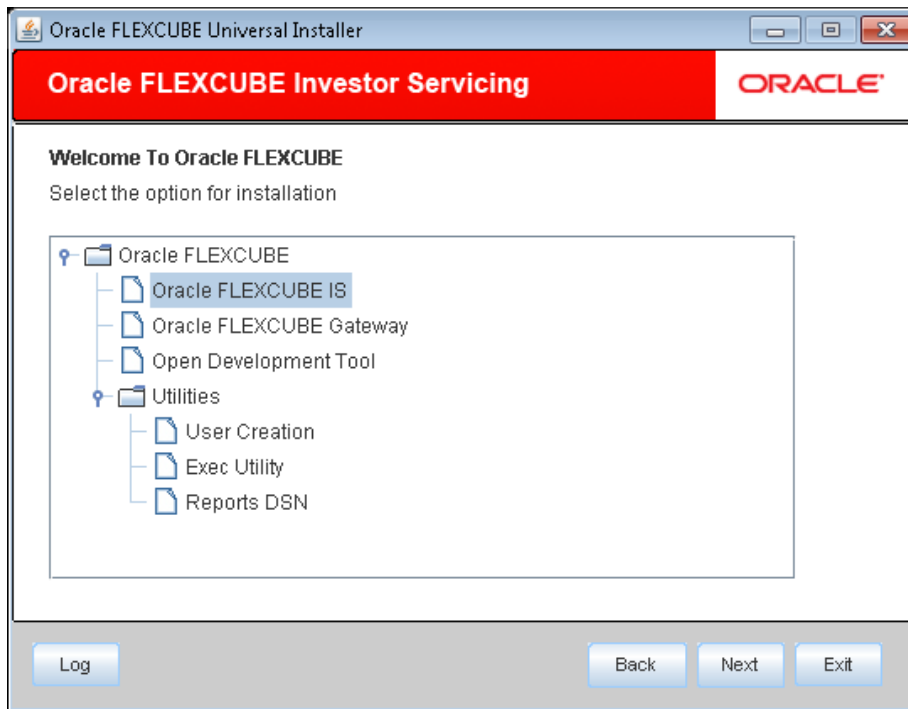 Oracle FLEXCUBE Universal Installer
Oracle FLEXCUBE Investor Servicing
ORACLE
Welcome To Oracle FLEXCUBE
Select the option for installation
Oracle FLEXCUBE
Oracle FLEXCUBE IS
Oracle FLEXCUBE Gateway
Open Development Tool
Utilities
User Creation
Exec Utility
Reports DSN
Log Back Next Exit